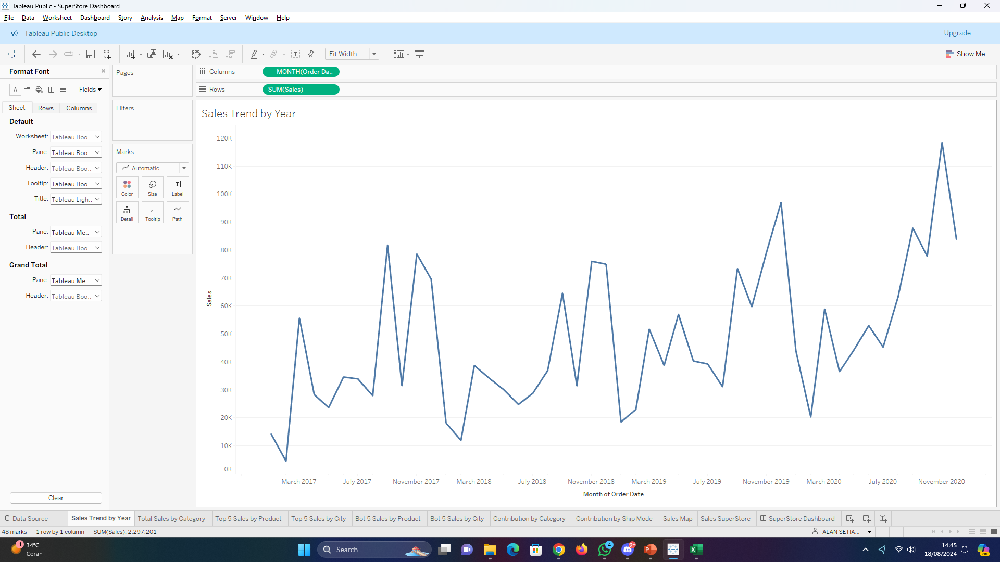 Tableau Public - SuperStore Dashboard
File Data Worksheet Dashboard Story Analysis Map Format Server Window Help
Tableau Public Desktop
Upgrade
Fit Width
Show Me
Format Font
Fields
Sheet Rows Columns
Default
Worksheet: Tableau Boo..
Pane: Tableau Boo..
Header: Tableau Boo..
Tooltip: Tableau Boo..
Title: Tableau Ligh..
Total
Pane: Tableau Me..
Header: Tableau Boo..
Grand Total
Pane: Tableau Me..
Header: Tableau Boo..
Clear
Pages
Filters
Marks
Automatic
Color Size Label
Detail Tooltip Path
Columns MONTH(Order Da..
Rows SUM(Sales)
Sales Trend by Year
120K
110K
100K
90K
80K
70K
60K
50K
40K
30K
20K
10K
0K
Sales
March 2017 July 2017 November 2017 March 2018 July 2018 November 2018 March 2019 July 2019 November 2019 March 2020 July 2020 November 2020
Month of Order Date
Data Source Sales Trend by Year Total Sales by Category Top 5 Sales by Product Top 5 Sales by City Bot 5 Sales by Product Bot 5 Sales by City Contribution by Category Contribution by Ship Mode Sales Map Sales SuperStore SuperStore Dashboard
48 marks 1 row by 1 column SUM(Sales): 2,297,201
ALAN SETIA...
1
34°C
Cerah
Search
4
9+
14:45
18/08/2024
PRE